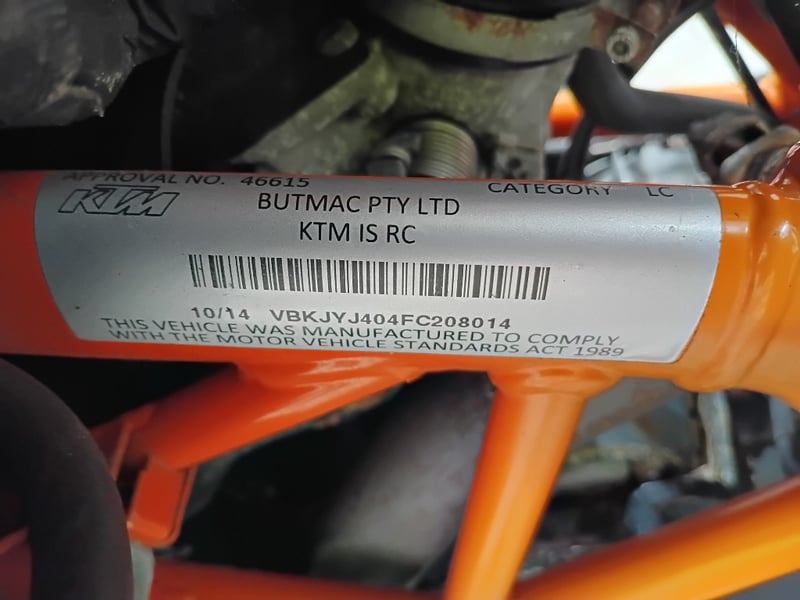 APPROVAL NO. 46615 CATEGORY LC
KTM BUTMAC PTY LTD
KTM IS RC
10/14 VBKJYJ404FC208014
THIS VEHICLE WAS MANUFACTURED TO COMPLY
WITH THE MOTOR VEHICLE STANDARDS ACT 1989